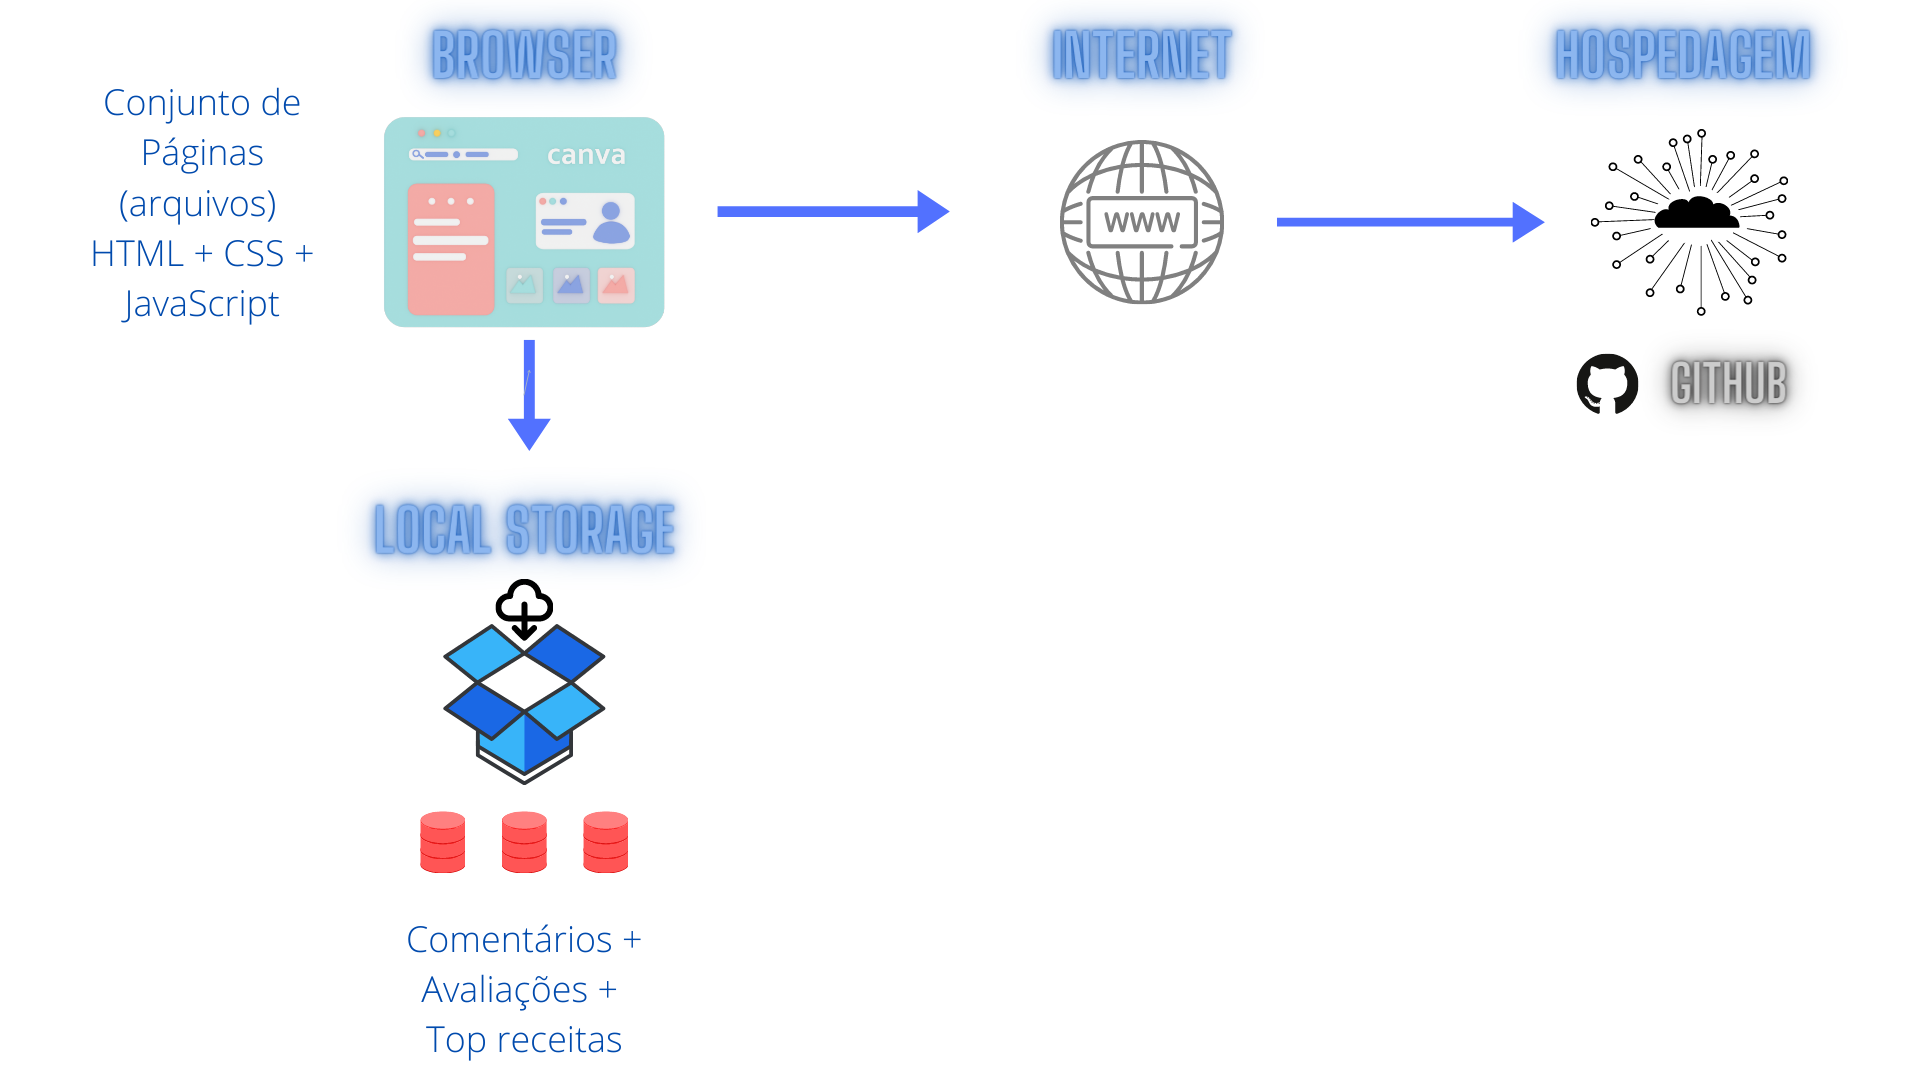 BROWSER
INTERNET
HOSPEDAGEM
Conjunto de
Páginas
(arquivos)
HTML + CSS +
JavaScript
canva
WWW
GITHUB
LOCAL STORAGE
Comentários +
Avaliações +
Top receitas